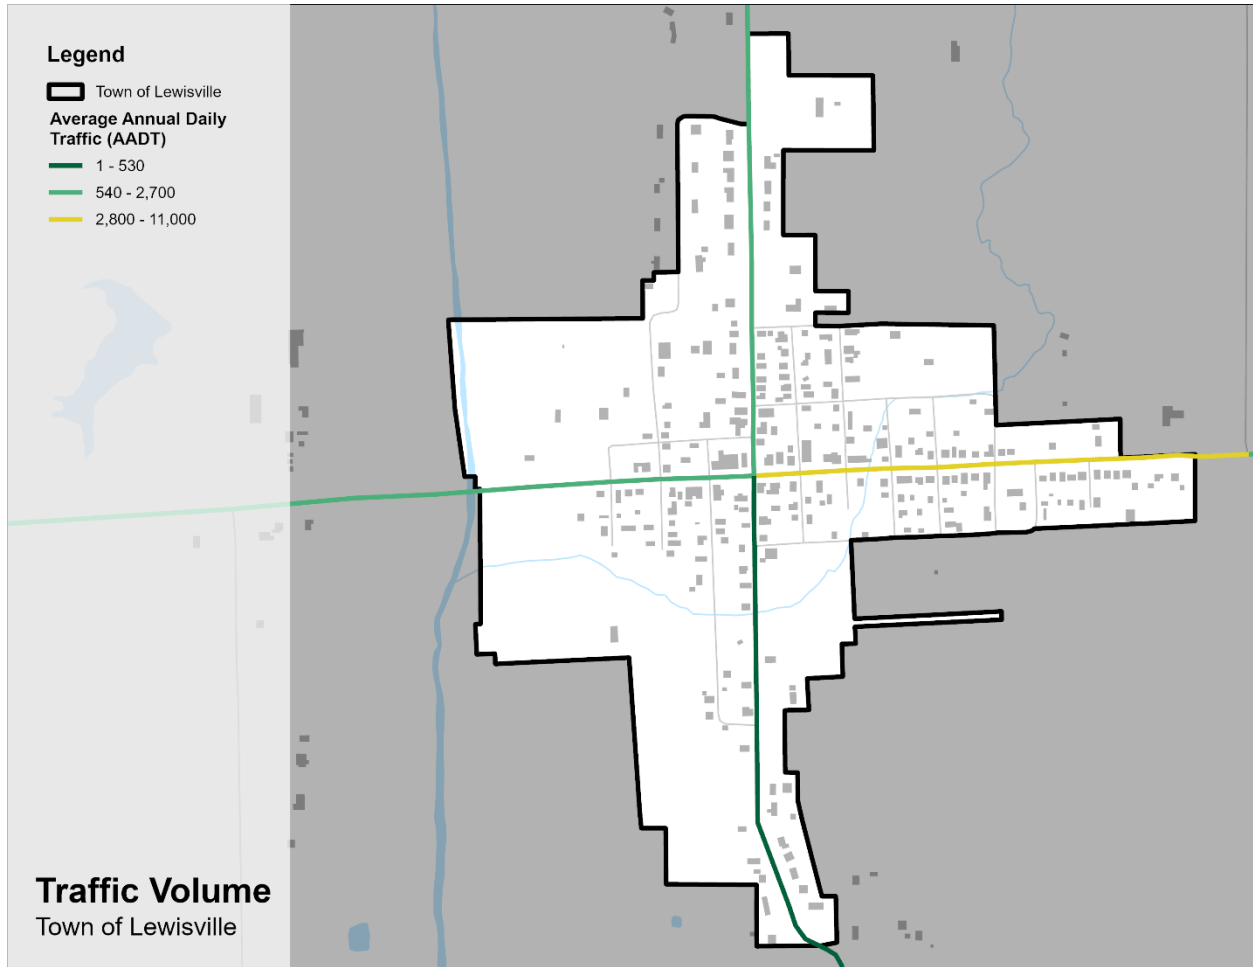 Legend
Town of Lewisville
Average Annual Daily
Traffic (AADT)
1 - 530
540 - 2,700
2,800 - 11,000
Traffic Volume
Town of Lewisville